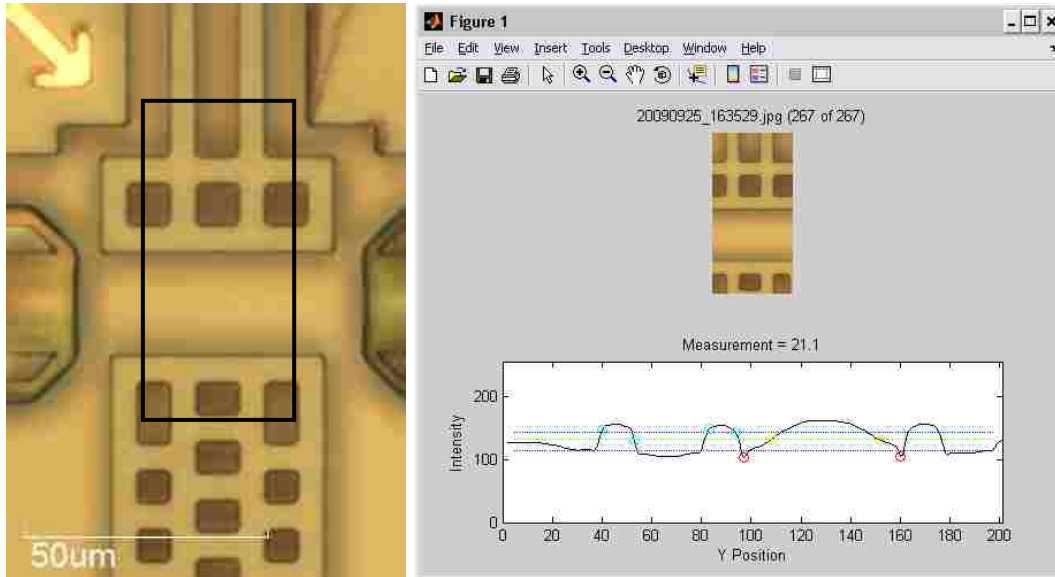 50um
Figure 1
File Edit View Insert Tools Desktop Window Help
20090925_163529.jpg (267 of 267)
Measurement = 21.1
Intensity
200
100
0
0 20 40 60 80 100 120 140 160 180 200
Y Position